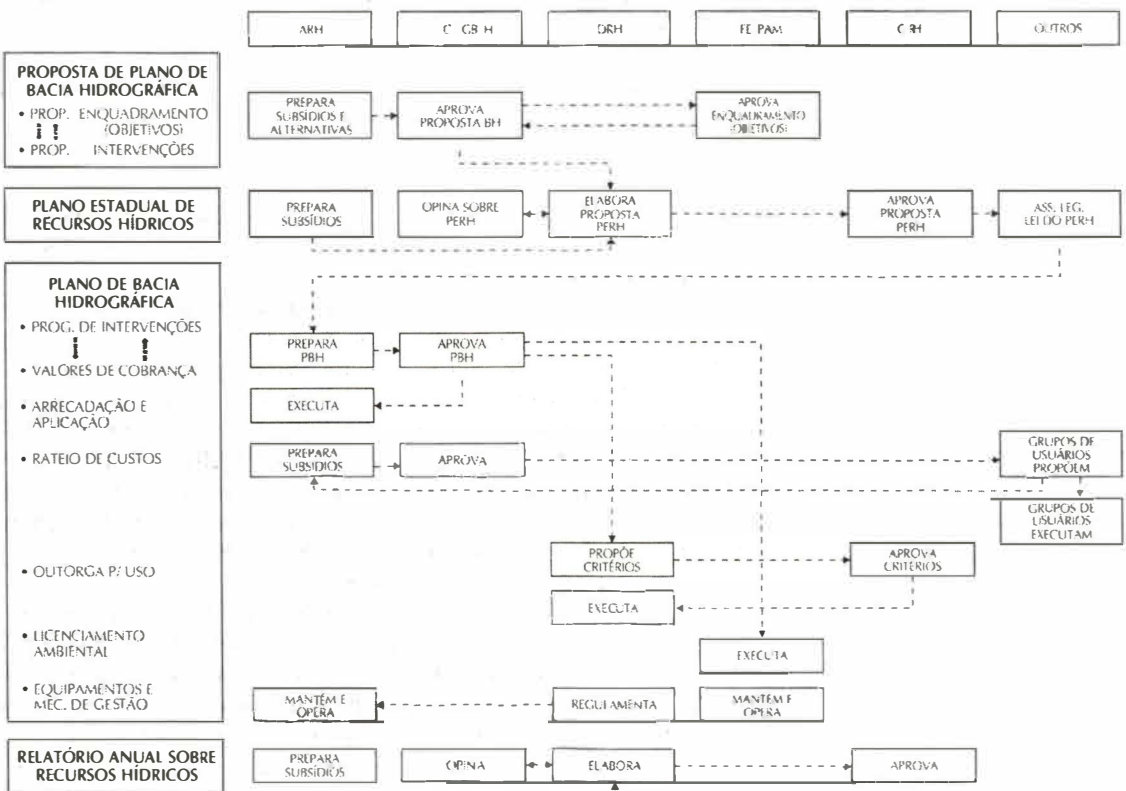 ARH
C GB H
DRH
FE PAM
C RH
OUTROS
PROPOSTA DE PLANO DE
BACIA HIDROGRÁFICA
• PROP. ENQUADRAMENTO
(OBJETIVOS)
• PROP. INTERVENÇÕES
PREPARA
SUBSÍDIOS E
ALTERNATIVAS
APROVA
PROPOSTA BH
APROVA
ENQUADRAMENTO
(OBJETIVOS)
PLANO ESTADUAL DE
RECURSOS HÍDRICOS
PREPARA
SUBSÍDIOS
OPINA SOBRE
PERH
ELABORA
PROPOSTA
PERH
APROVA
PROPOSTA
PERH
ASS. LEG.
LEI DO PERH
PLANO DE BACIA
HIDROGRÁFICA
• PROG. DE INTERVENÇÕES
• VALORES DE COBRANÇA
• ARRECADAÇÃO E
APLICAÇÃO
• RATEIO DE CUSTOS
• OUTORGA P/ USO
• LICENCIAMENTO
AMBIENTAL
• EQUIPAMENTOS E
MEC. DE GESTÃO
PREPARA
PBH
APROVA
PBH
EXECUTA
PREPARA
SUBSÍDIOS
APROVA
GRUPOS DE
USUÁRIOS
PROPÕEM
GRUPOS DE
USUÁRIOS
EXECUTAM
PROPÕE
CRITÉRIOS
APROVA
CRITÉRIOS
EXECUTA
EXECUTA
MANTÉM E
OPERA
REGULAMENTA
MANTÉM E
OPERA
RELATÓRIO ANUAL SOBRE
RECURSOS HÍDRICOS
PREPARA
SUBSÍDIOS
OPINA
ELABORA
APROVA